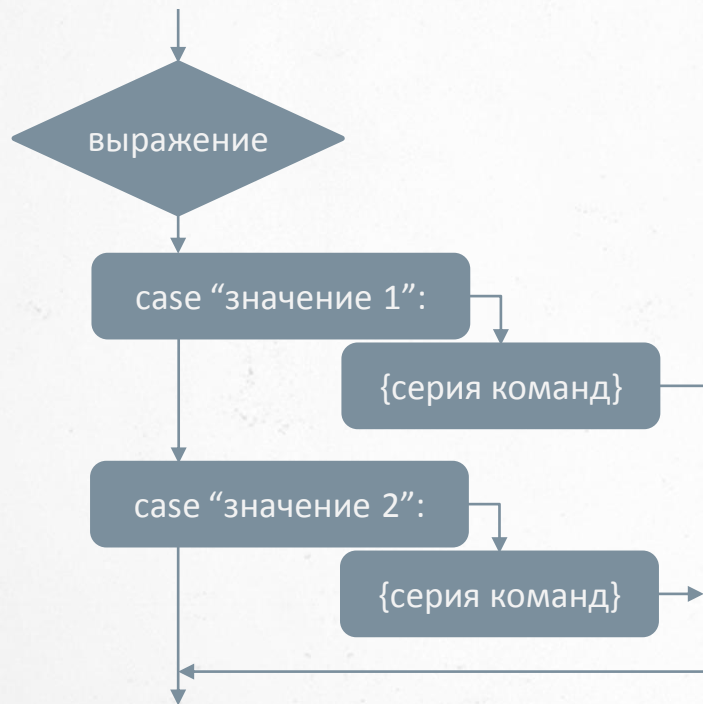 выражение
case “значение 1”:
{серия команд}
case “значение 2”:
{серия команд}